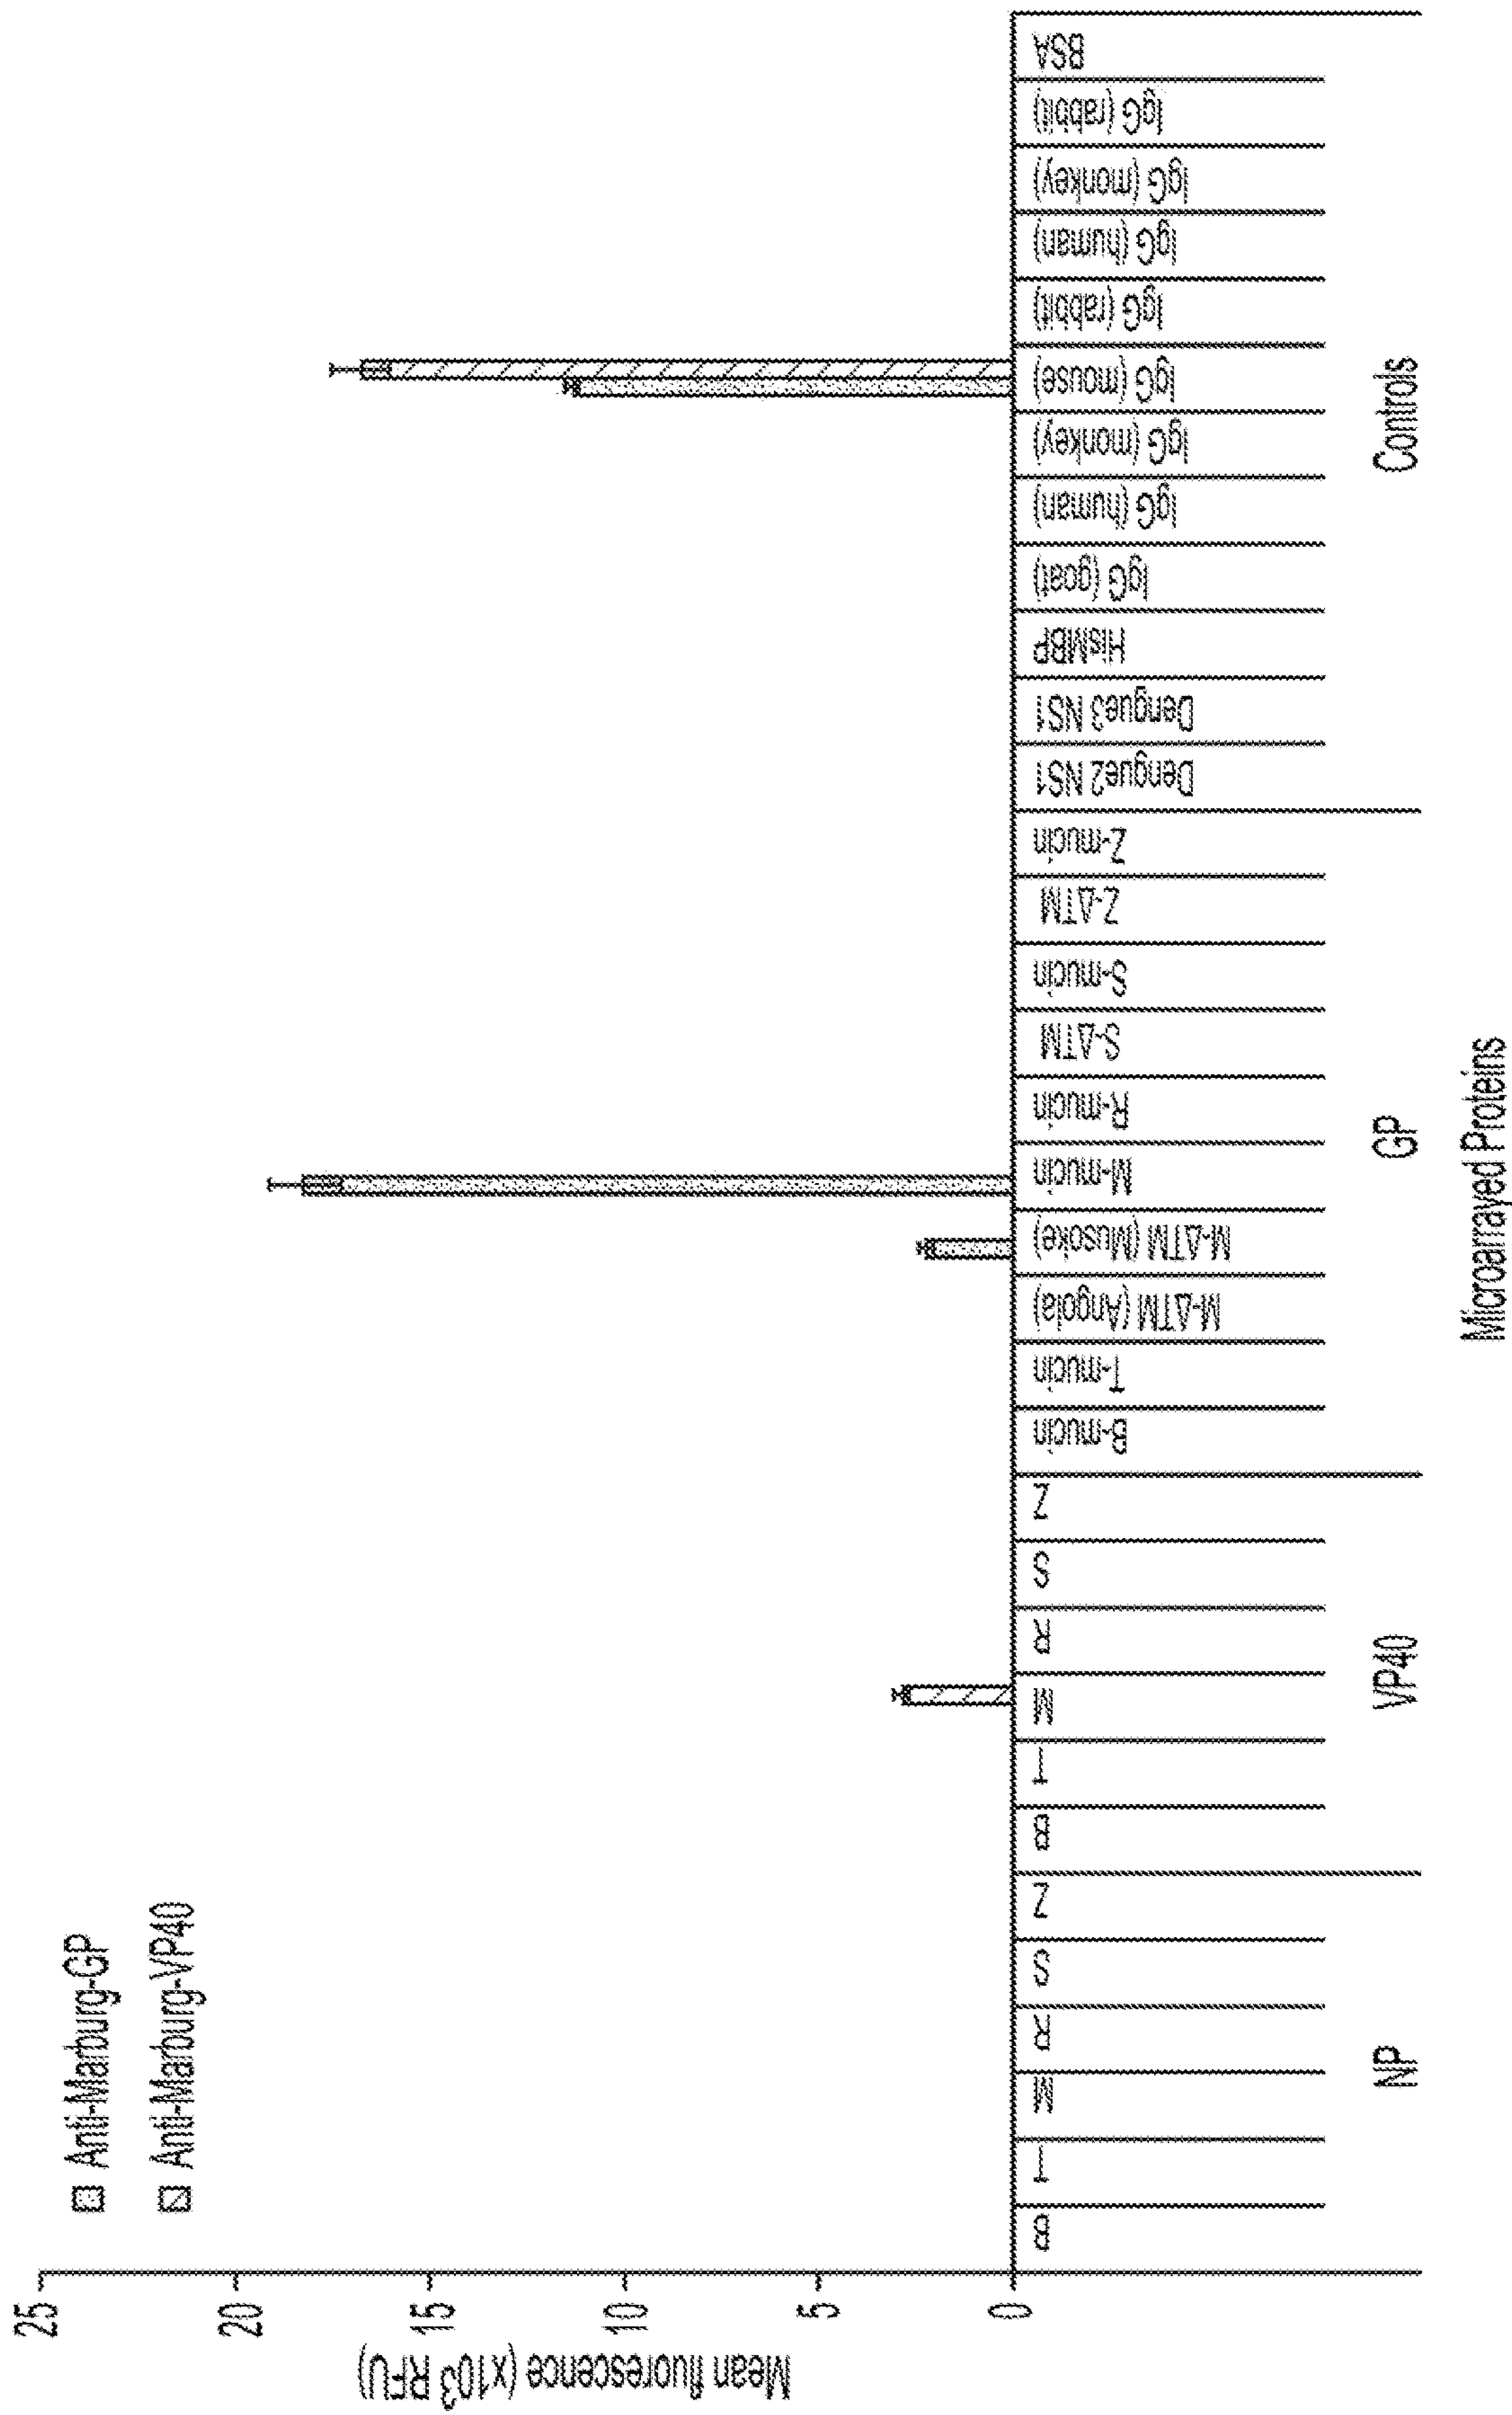 Anti-Marburg-GP
Anti-Marburg-VP40
Mean fluorescence (x10³ RFU)
25
20
15
10
5
0
B
T
M
R
S
Z
B
T
M
R
S
Z
B-mucin
T-mucin
M-ΔTM (Angola)
M-ΔTM (Musoke)
M-mucin
R-mucin
S-ΔTM
S-mucin
Z-ΔTM
Z-mucin
Dengue2 NS1
Dengue3 NS1
HisMBP
IgG (goat)
IgG (human)
IgG (monkey)
IgG (mouse)
IgG (rabbit)
IgG (human)
IgG (monkey)
IgG (rabbit)
BSA
NP
VP40
GP
Controls
Microarrayed Proteins